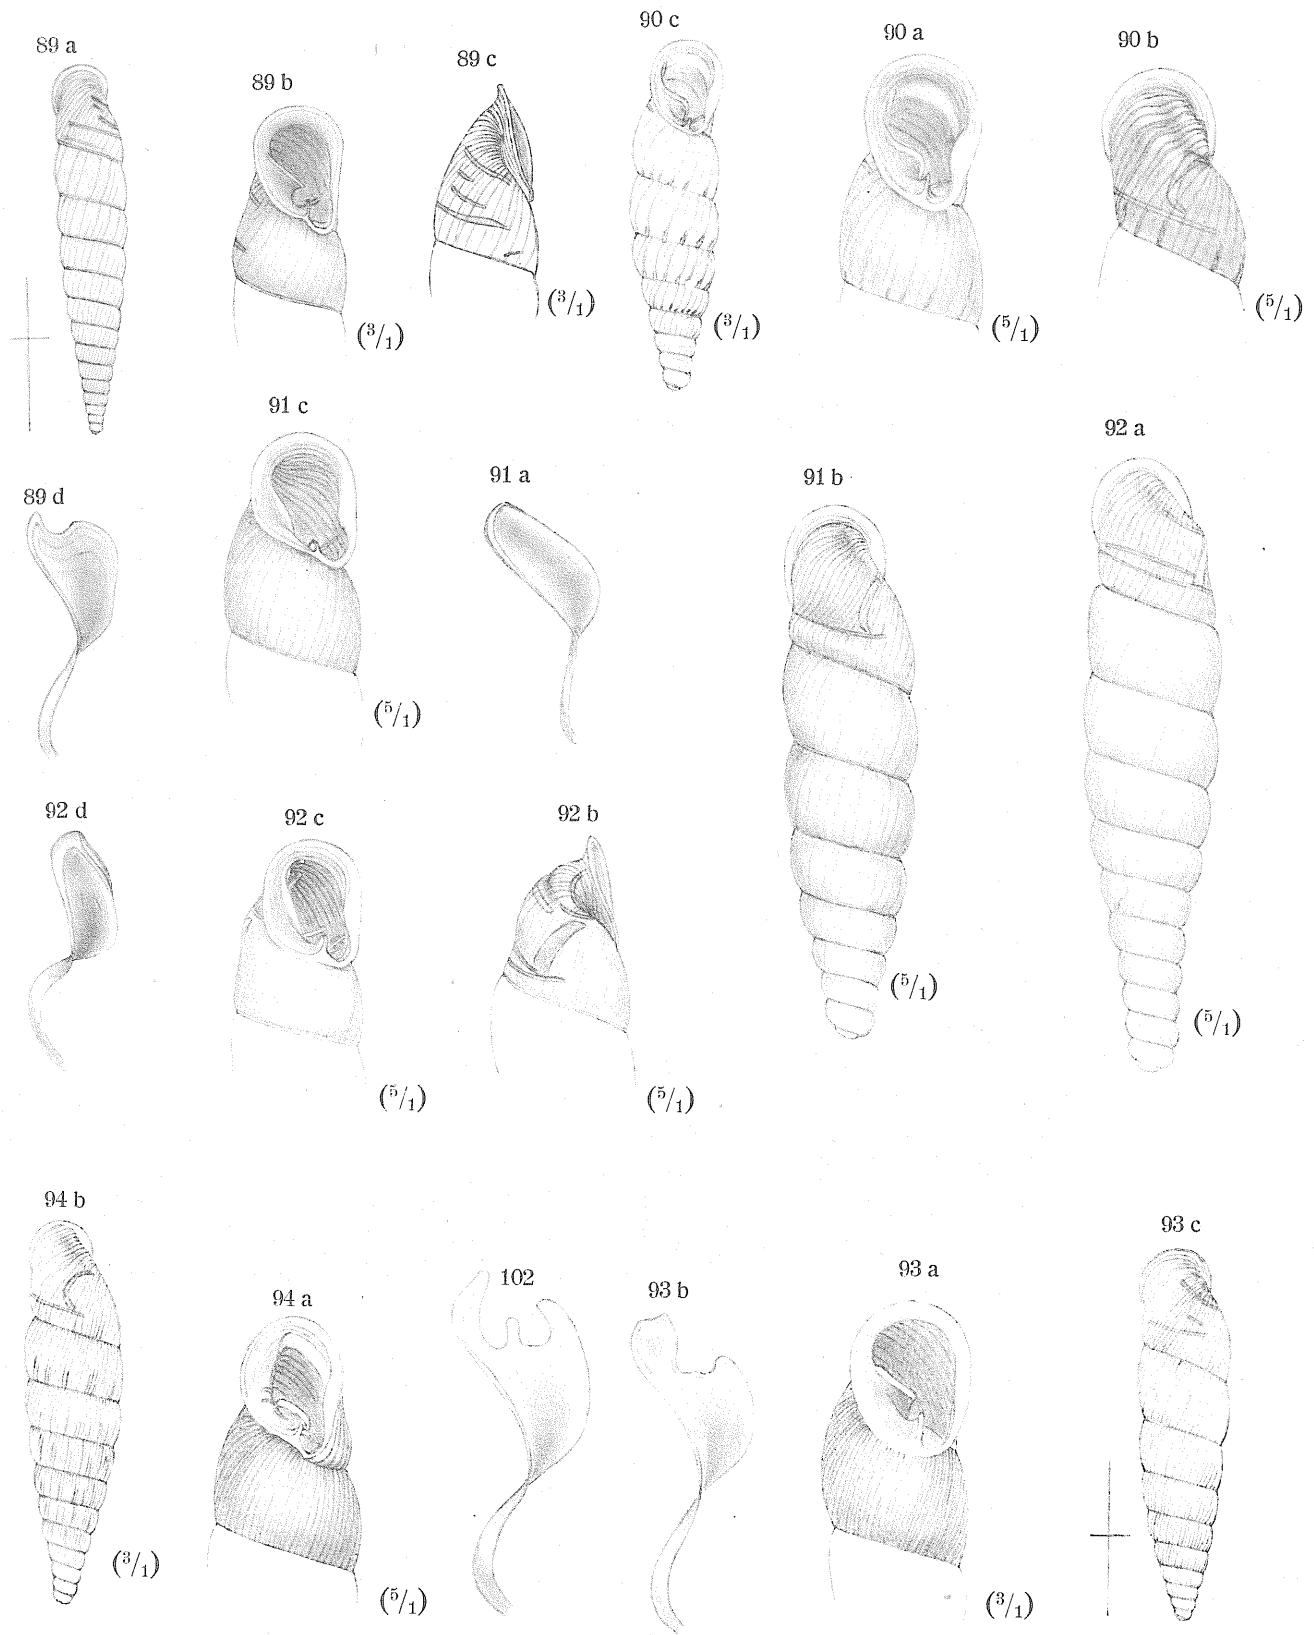 89 a
89 b
89 c
90 c
90 a
90 b
(3/1)
(3/1)
(3/1)
(5/1)
(5/1)
91 c
92 a
89 d
91 a
91 b
(5/1)
92 d
92 c
92 b
(5/1)
(5/1)
(5/1)
(5/1)
94 b
93 c
94 a
102
93 b
93 a
(3/1)
(5/1)
(3/1)